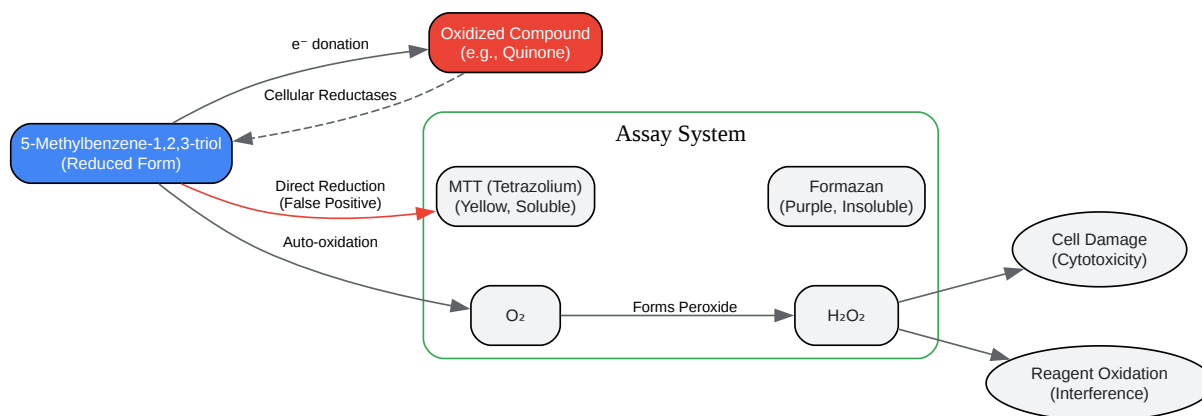 Oxidized Compound
(e.g., Quinone)
e⁻ donation
Cellular Reductases
5-Methylbenzene-1,2,3-triol
(Reduced Form)
Assay System
Direct Reduction
(False Positive)
MTT (Tetrazolium)
(Yellow, Soluble)
Formazan
(Purple, Insoluble)
Auto-oxidation
Cell Damage
(Cytotoxicity)
O₂
Forms Peroxide
H₂O₂
Reagent Oxidation
(Interference)